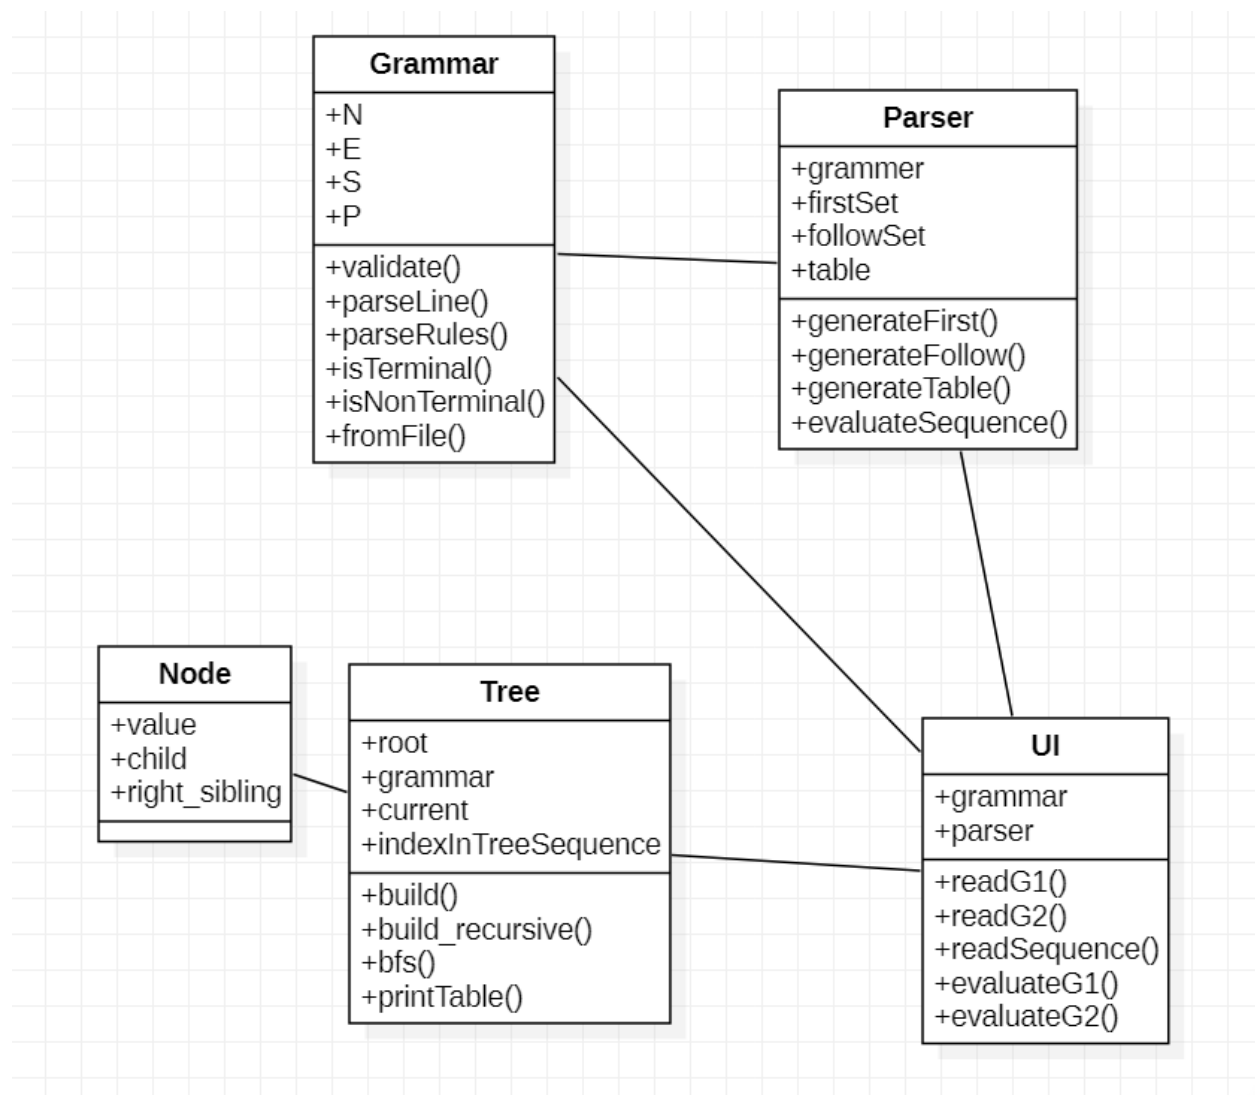 Grammar
+N
+E
+S
+P
+validate()
+parseLine()
+parseRules()
+isTerminal()
+isNonTerminal()
+fromFile()
Parser
+grammer
+firstSet
+followSet
+table
+generateFirst()
+generateFollow()
+generateTable()
+evaluateSequence()
Node
+value
+child
+right_sibling
Tree
+root
+grammar
+current
+indexInTreeSequence
+build()
+build_recursive()
+bfs()
+printTable()
UI
+grammar
+parser
+readG1()
+readG2()
+readSequence()
+evaluateG1()
+evaluateG2()